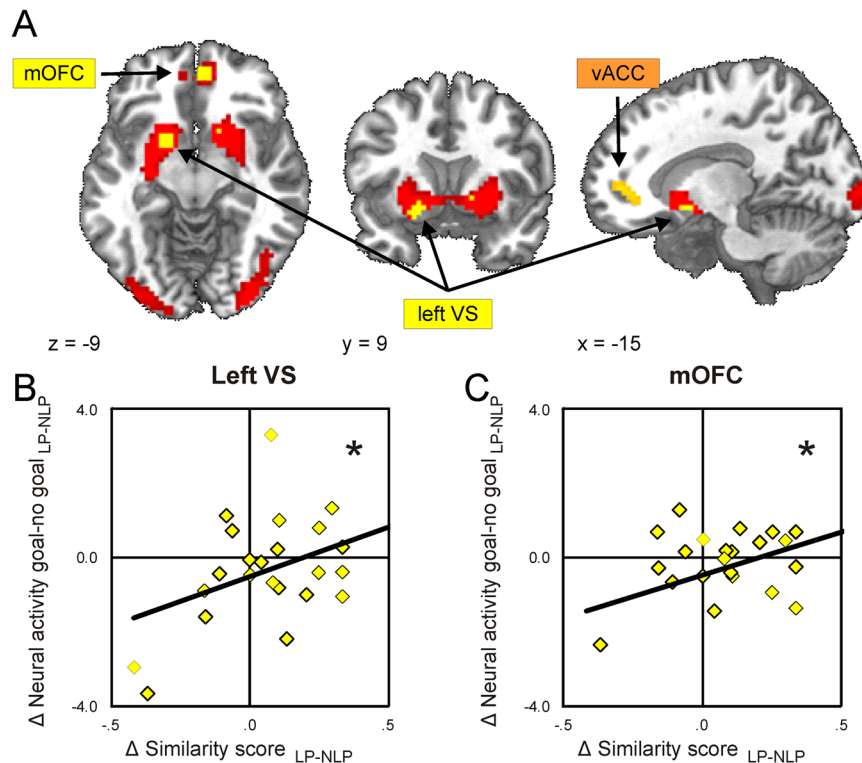 A
mOFC
vACC
left VS
z = -9
y = 9
x = -15
B
Left VS
4.0
0.0
-4.0
Δ Neural activity goal-no goal LP-NLP
-.5
.0
.5
Δ Similarity score LP-NLP
C
mOFC
4.0
0.0
-4.0
Δ Neural activity goal-no goal LP-NLP
-.5
.0
.5
Δ Similarity score LP-NLP
*
*